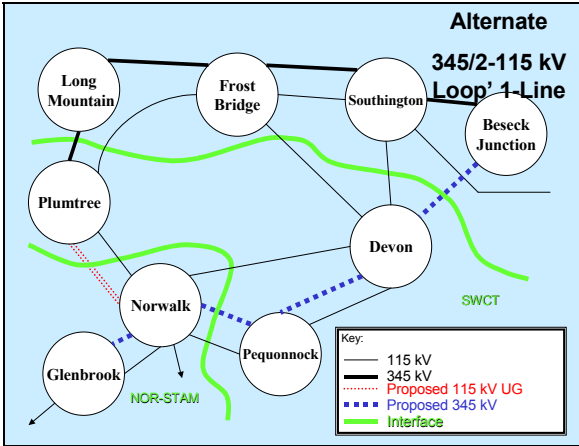 Alternate
345/2-115 kV
Loop' 1-Line
Long
Mountain
Frost
Bridge
Southington
Beseck
Junction
Plumtree
Devon
Norwalk
SWCT
Pequonnock
Glenbrook
NOR-STAM
Key:
115 kV
345 kV
Proposed 115 kV UG
Proposed 345 kV
Interface